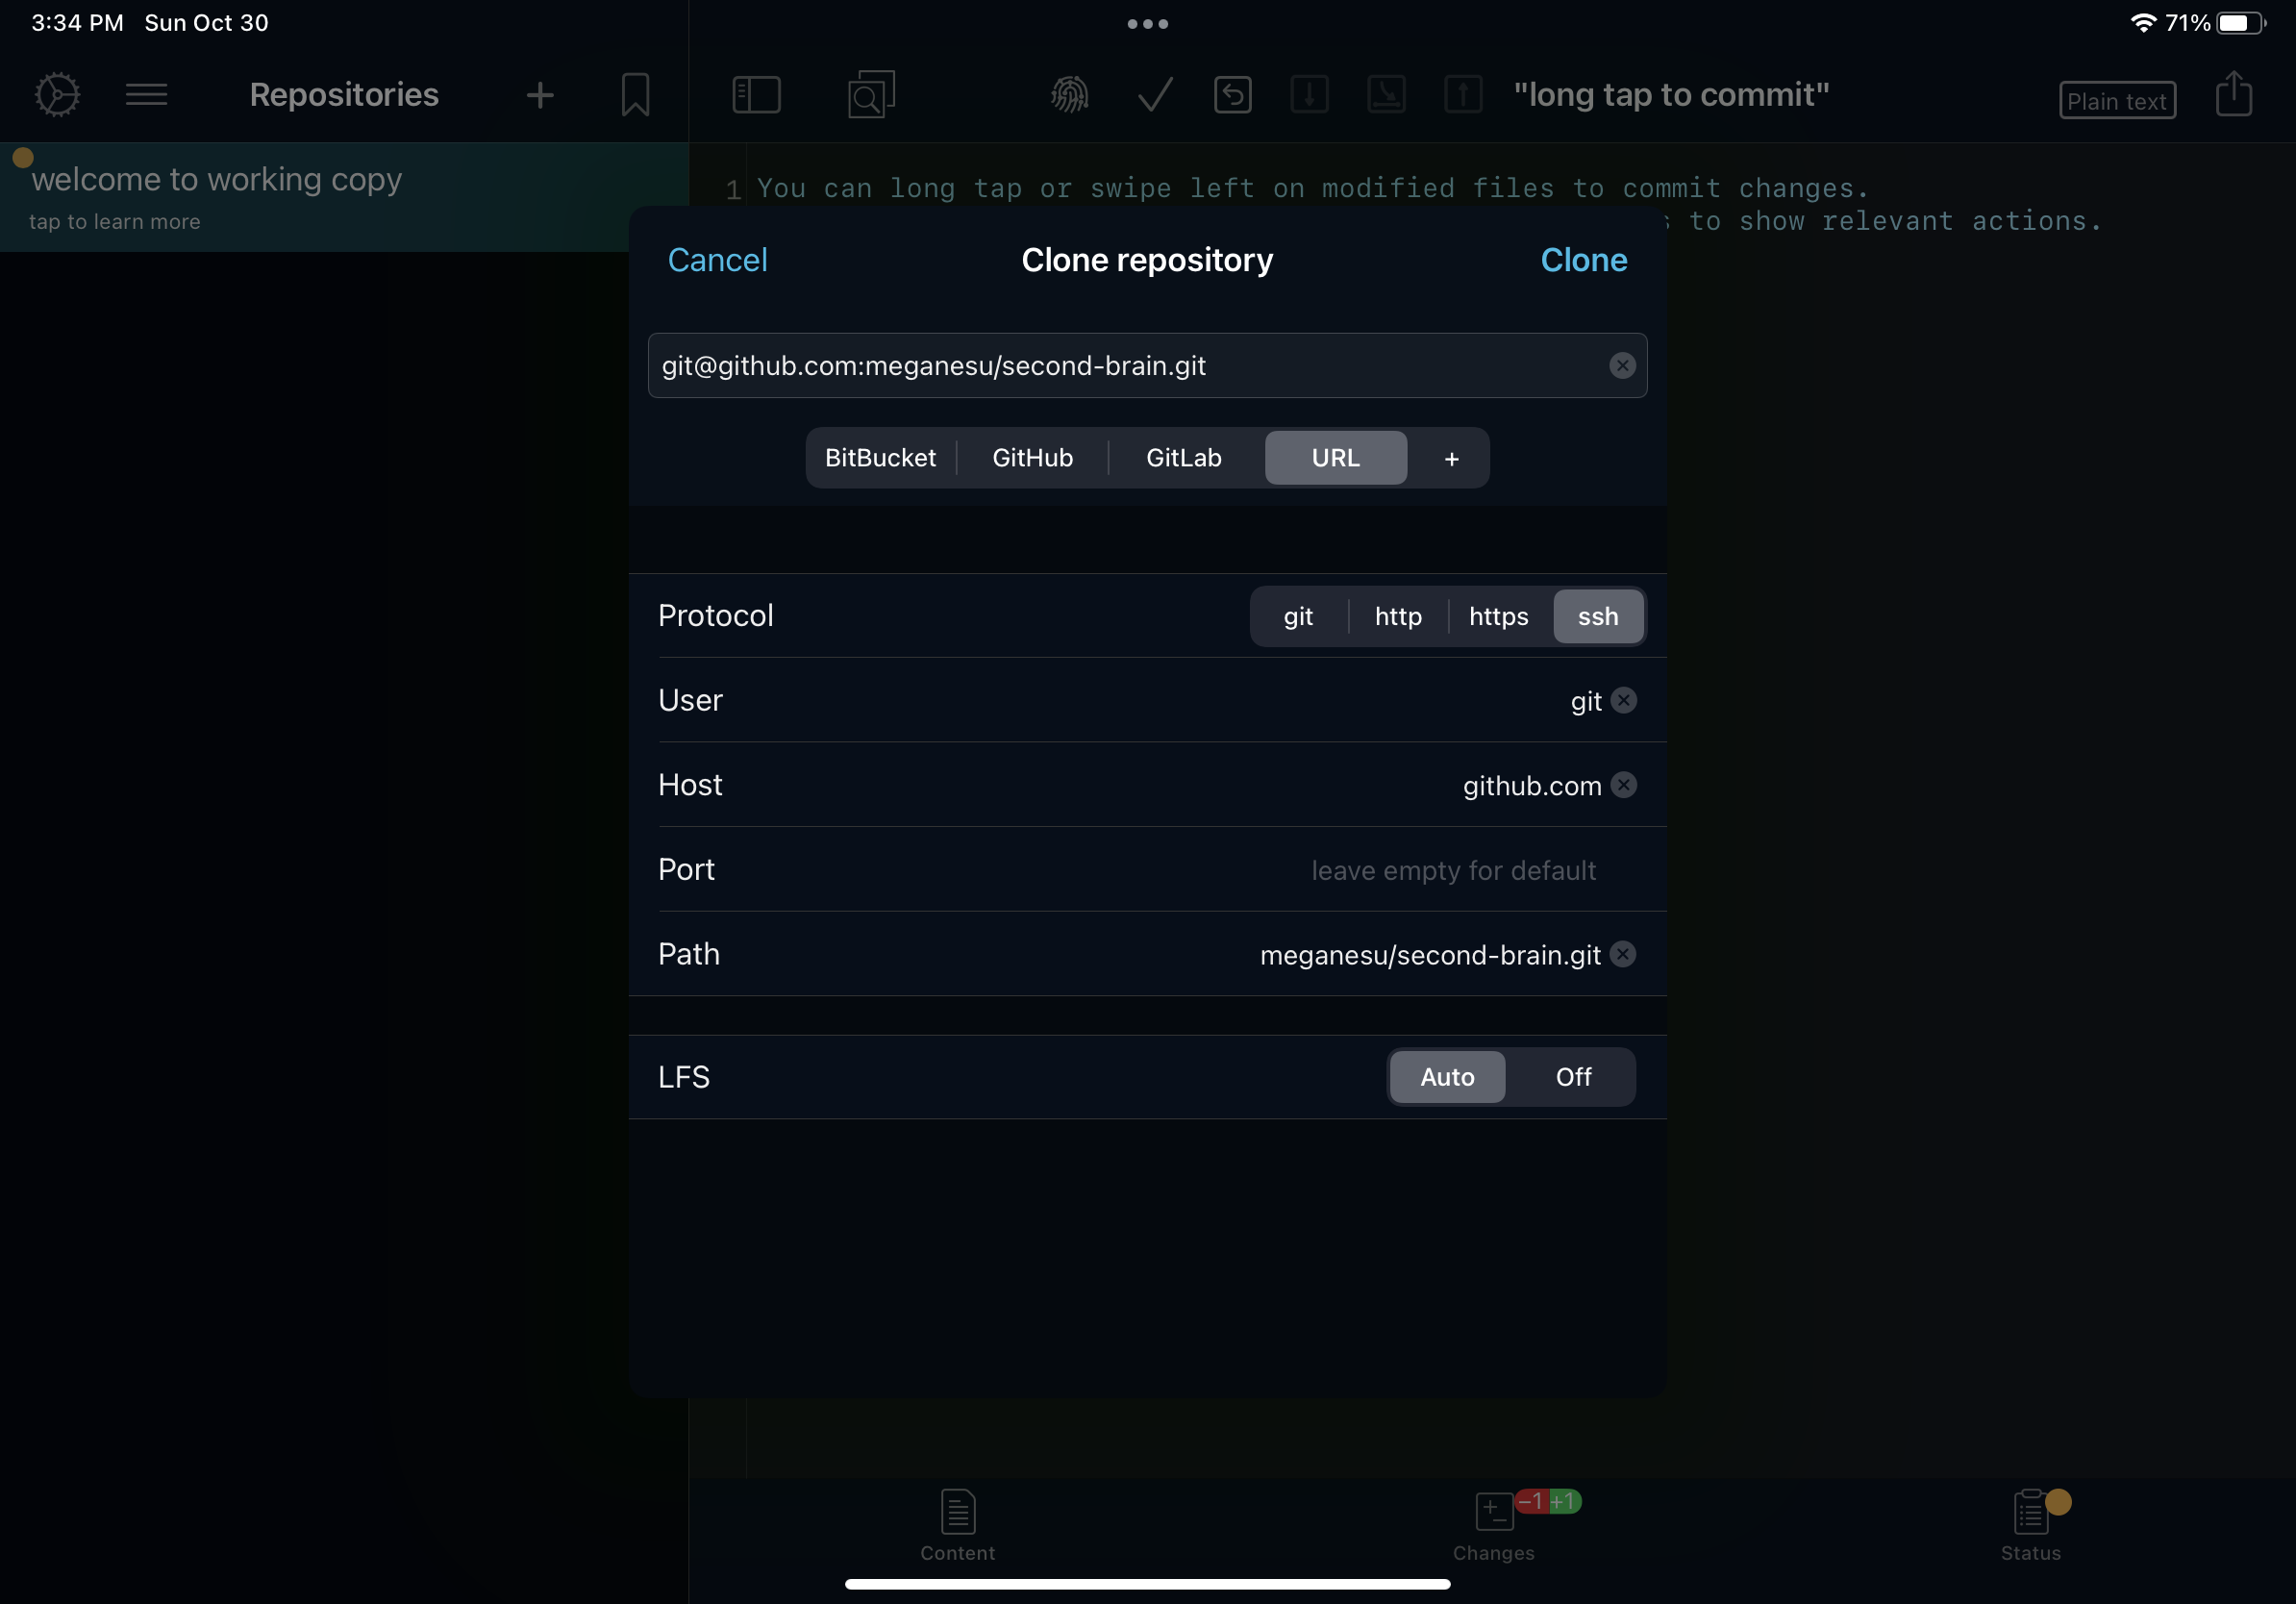 3:34 PM Sun Oct 30
71%
Repositories
"long tap to commit"
Plain text
welcome to working copy
tap to learn more
1 You can long tap or swipe left on modified files to commit changes.
to show relevant actions.
Cancel
Clone repository
Clone
git@github.com:meganesu/second-brain.git
BitBucket GitHub GitLab URL +
Protocol git http https ssh
User git
Host github.com
Port leave empty for default
Path meganesu/second-brain.git
LFS Auto Off
−1 +1
Content Changes Status